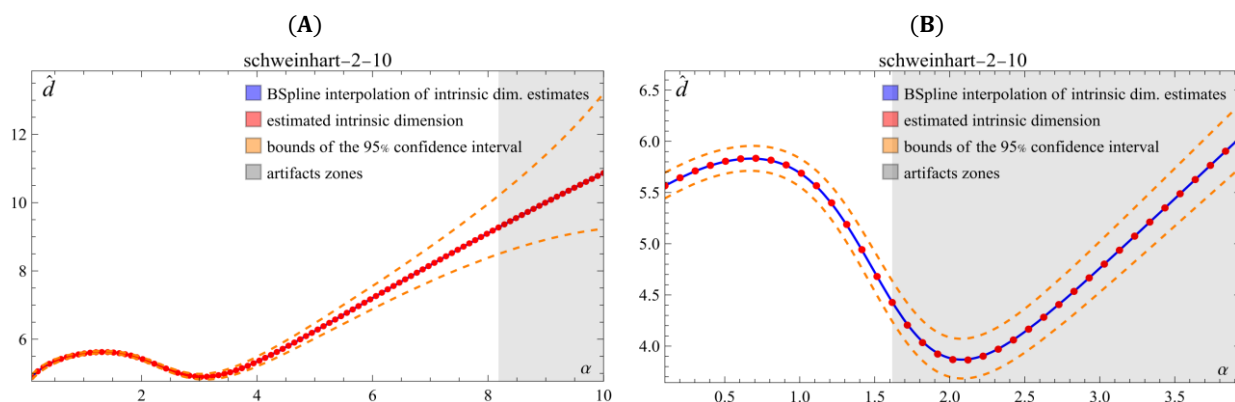 (A)
schweinhart-2-10
d̂
BSpline interpolation of intrinsic dim. estimates
estimated intrinsic dimension
bounds of the 95% confidence interval
artifacts zones
12
10
8
6
α
2
4
6
8
10
(B)
schweinhart-2-10
d̂
BSpline interpolation of intrinsic dim. estimates
estimated intrinsic dimension
bounds of the 95% confidence interval
artifacts zones
6.5
6.0
5.5
5.0
4.5
4.0
α
0.5
1.0
1.5
2.0
2.5
3.0
3.5